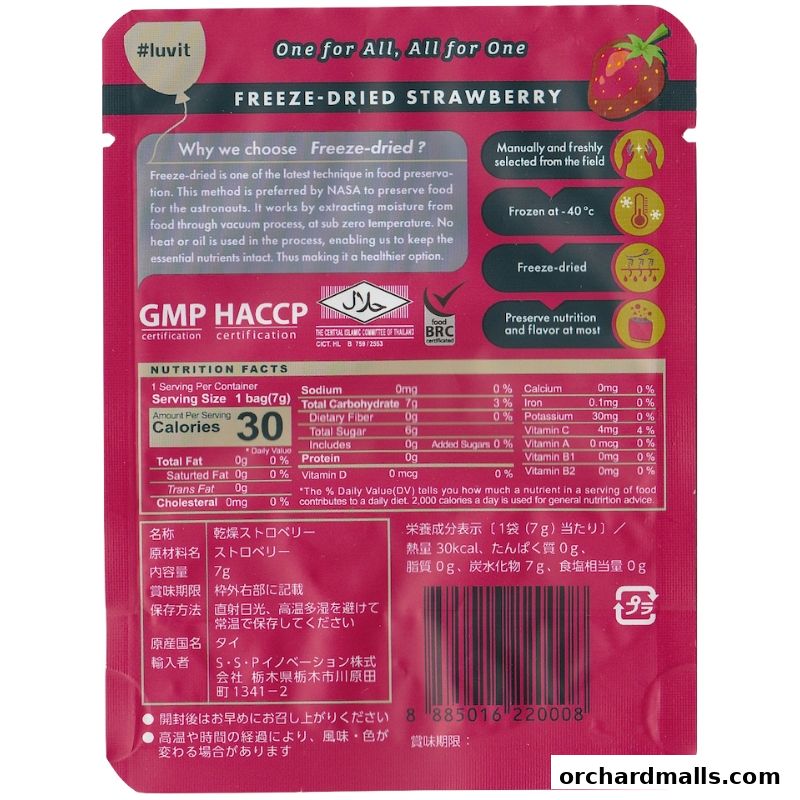 #luvit
One for All, All for One
FREEZE-DRIED STRAWBERRY
Why we choose Freeze-dried ?
Freeze-dried is one of the latest technique in food preserva-
tion. This method is preferred by NASA to preserve food
for the astronauts. It works by extracting moisture from
food through vacuum process, at sub zero temperature. No
heat or oil is used in the process, enabling us to keep the
essential nutrients intact. Thus making it a healthier option.
Manually and freshly
selected from the field
Frozen at - 40 °c
Freeze-dried
Preserve nutrition
and flavor at most
GMP
certification
HACCP
certification
حلال
THE CENTRAL ISLAMIC COMMITTEE OF THAILAND
CICT. HL B 759 / 2553
food
BRC
certificated
NUTRITION FACTS
1 Serving Per Container
Serving Size 1 bag(7g)
Amount Per Serving
Calories 30
* Daily Value
Total Fat 0g 0 %
Saturted Fat 0g 0 %
Trans Fat 0g
Cholesteral 0mg 0 %
Sodium 0mg 0 %
Total Carbohydrate 7g 3 %
Dietary Fiber 0g 0 %
Total Sugar 6g
Includes 0g Added Sugars 0 %
Protein 0g
Vitamin D 0 mcg 0 %
Calcium 0mg 0 %
Iron 0.1mg 0 %
Potassium 30mg 0 %
Vitamin C 4mg 4 %
Vitamin A 0 mcg 0 %
Vitamin B1 0mg 0 %
Vitamin B2 0mg 0 %
*The % Daily Value(DV) tells you how much a nutrient in a serving of food
contributes to a daily diet. 2,000 calories a day is used for general nutrirtion advice.
名称 乾燥ストロベリー
原材料名 ストロベリー
内容量 7g
賞味期限 枠外右部に記載
保存方法 直射日光、高温多湿を避けて
常温で保存してください
原産国名 タイ
輸入者 S・S・Pイノベーション株式
会社 栃木県栃木市川原田
町1341−2
● 開封後はお早めにお召し上がりください
● 高温や時間の経過により、風味・色が
変わる場合があります
栄養成分表示〔1袋(7g)当たり〕／
熱量 30kcal、たんぱく質 0g、
脂質 0g、炭水化物 7g、食塩相当量 0g
プラ
8 885016 220008
賞味期限：
orchardmalls.com